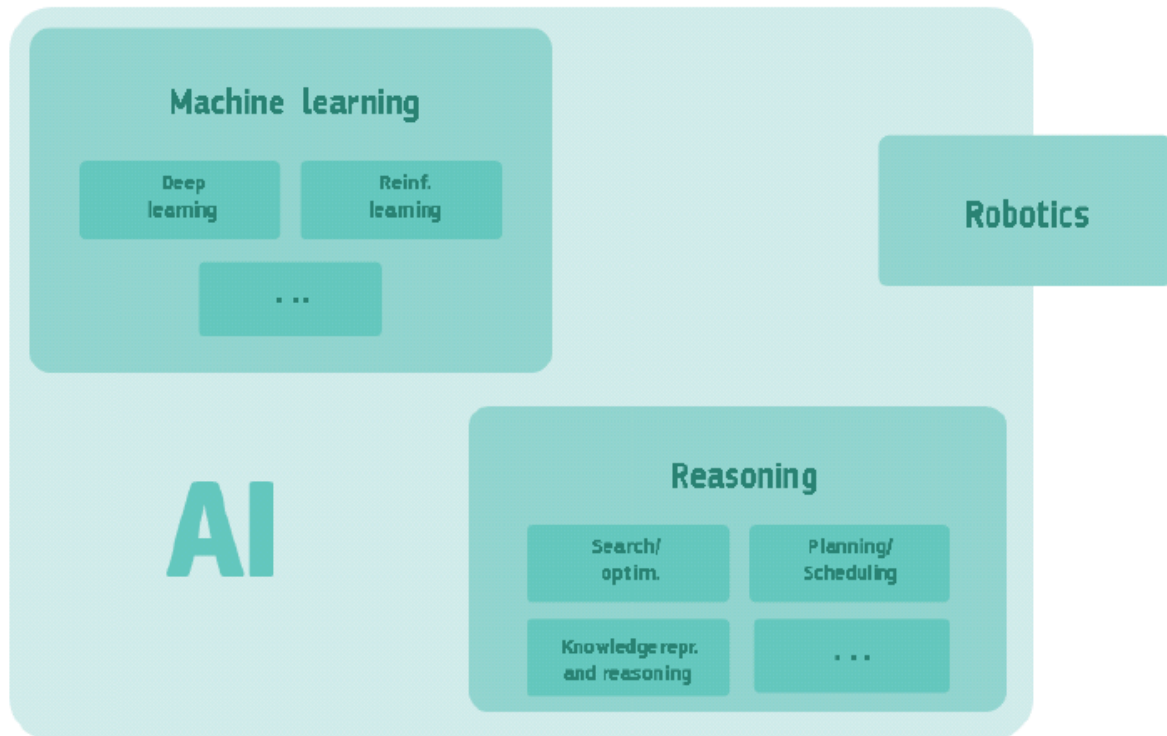 Machine learning
Deep
learning
Reinf.
learning
...
Robotics
AI
Reasoning
Search/
optim.
Planning/
Scheduling
Knowledge repr.
and reasoning
...